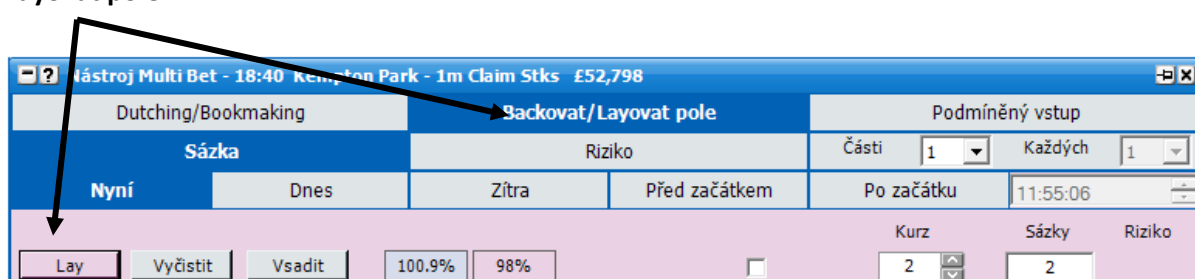 Nástroj Multi Bet - 18:40 Kempton Park - 1m Claim Stks £52,798
Dutching/Bookmaking Backovat/Layovat pole Podmíněný vstup
Sázka Riziko Části 1 Každých 1
Nyní Dnes Zítra Před začátkem Po začátku 11:55:06
Kurz Sázky Riziko
Lay Vyčistit Vsadit 100.9% 98% 2 2